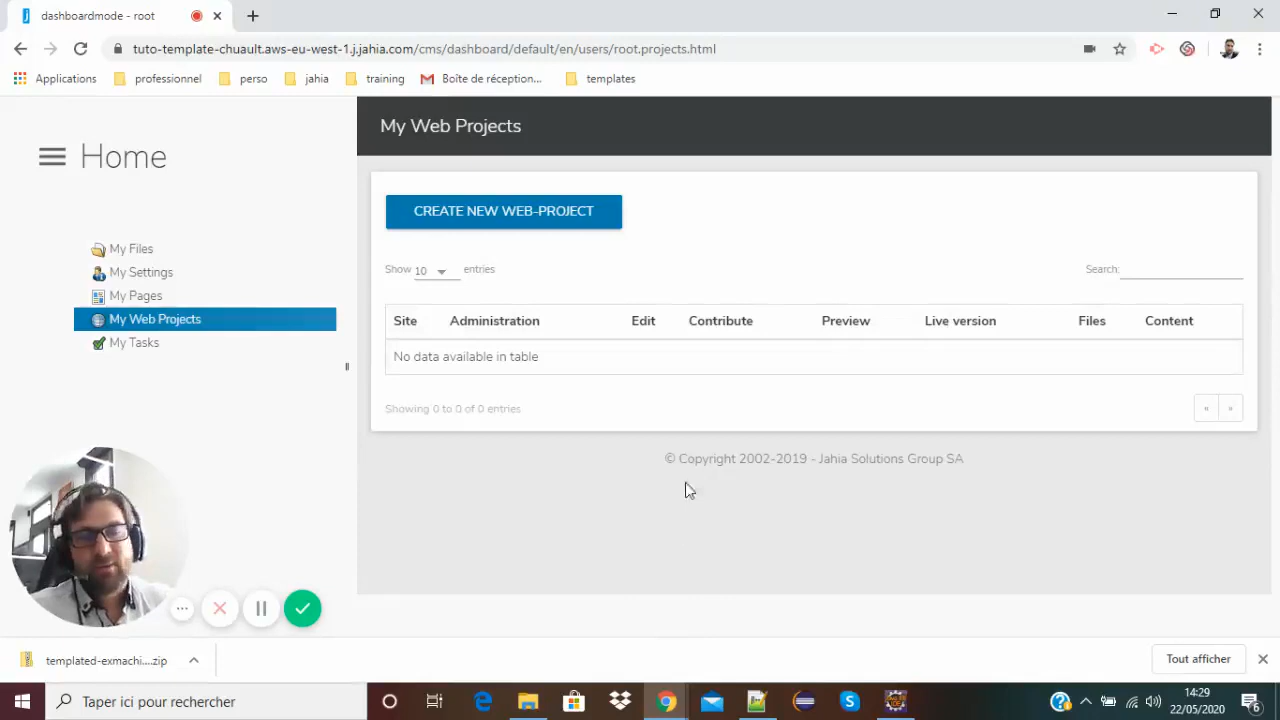 dashboardmode - root
tuto-template-chuault.aws-eu-west-1.j.jahia.com/cms/dashboard/default/en/users/root.projects.html
Applications professionnel perso jahia training Boîte de réception... templates
Home
My Files
My Settings
My Pages
My Web Projects
My Tasks
My Web Projects
CREATE NEW WEB-PROJECT
Show 10 entries
Search:
Site Administration Edit Contribute Preview Live version Files Content
No data available in table
Showing 0 to 0 of 0 entries
« »
© Copyright 2002-2019 - Jahia Solutions Group SA
templated-exmachi....zip
Tout afficher
Taper ici pour rechercher
14:29
22/05/2020
6